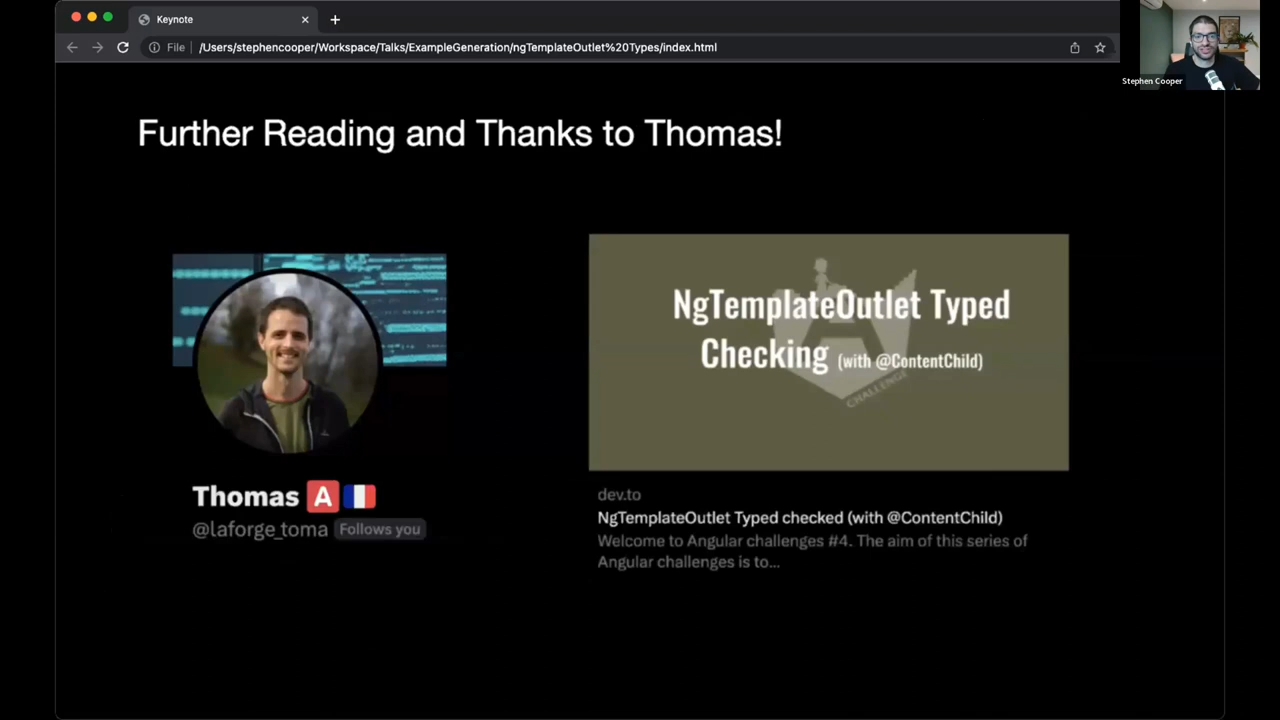 Keynote
File
/Users/stephencooper/Workspace/Talks/ExampleGeneration/ngTemplateOutlet%20Types/index.html
Stephen Cooper
Further Reading and Thanks to Thomas!
Thomas 🅰️🇫🇷
@laforge_toma Follows you
NgTemplateOutlet Typed
Checking (with @ContentChild)
CHALLENGE
dev.to
NgTemplateOutlet Typed checked (with @ContentChild)
Welcome to Angular challenges #4. The aim of this series of
Angular challenges is to...